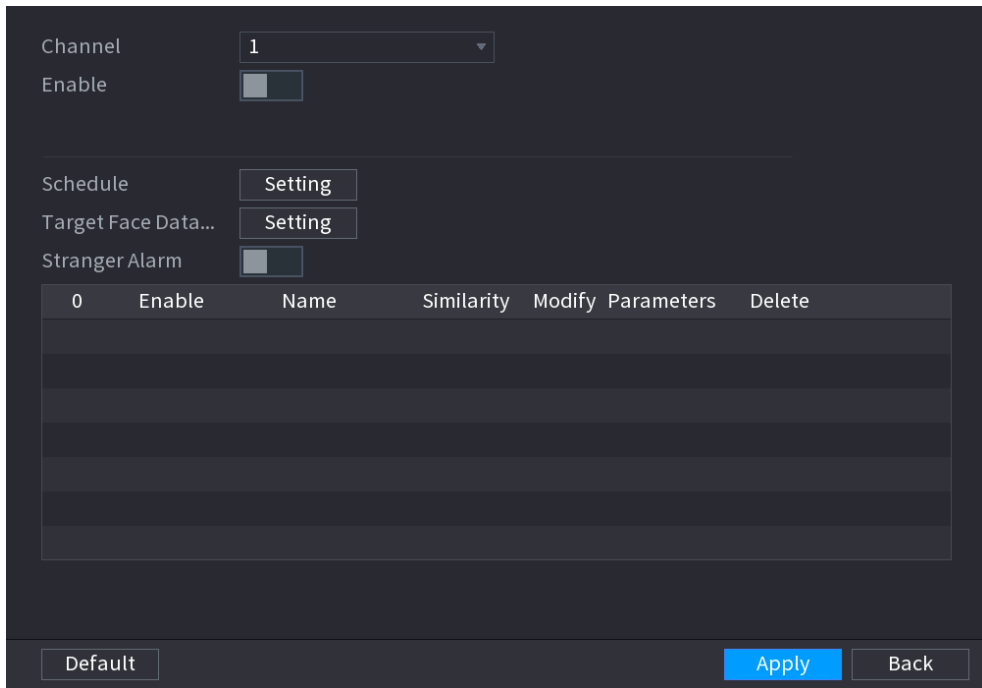 Channel 1
Enable
Schedule Setting
Target Face Data... Setting
Stranger Alarm
0 Enable Name Similarity Modify Parameters Delete
Default Apply Back